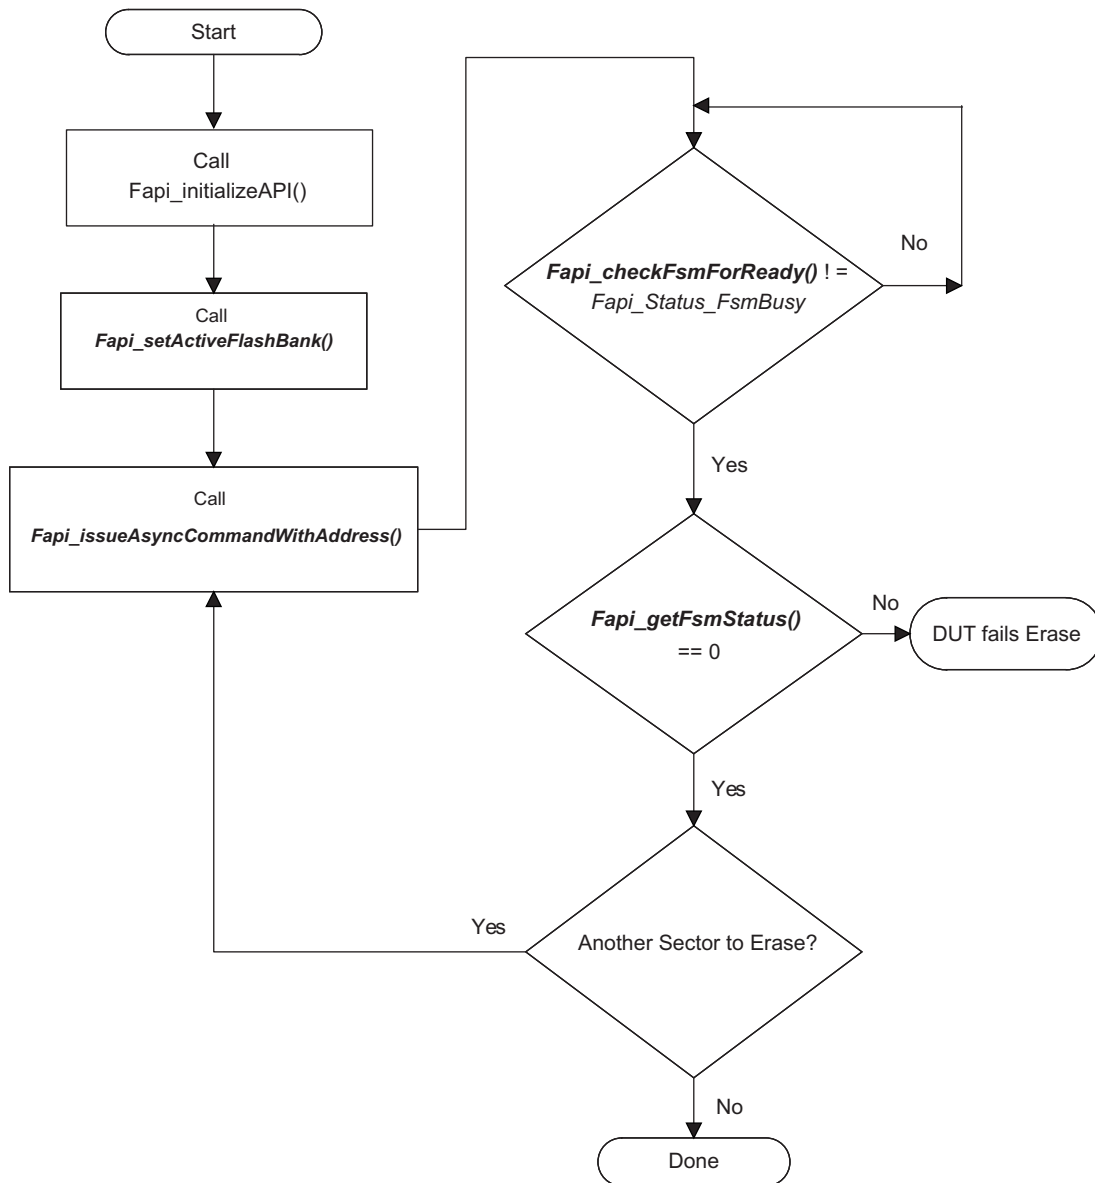 Start
Call
Fapi_initializeAPI()
Call
Fapi_setActiveFlashBank()
Call
Fapi_issueAsyncCommandWithAddress()
Fapi_checkFsmForReady() ! =
Fapi_Status_FsmBusy
No
Yes
Fapi_getFsmStatus()
== 0
No
DUT fails Erase
Yes
Another Sector to Erase?
Yes
No
Done